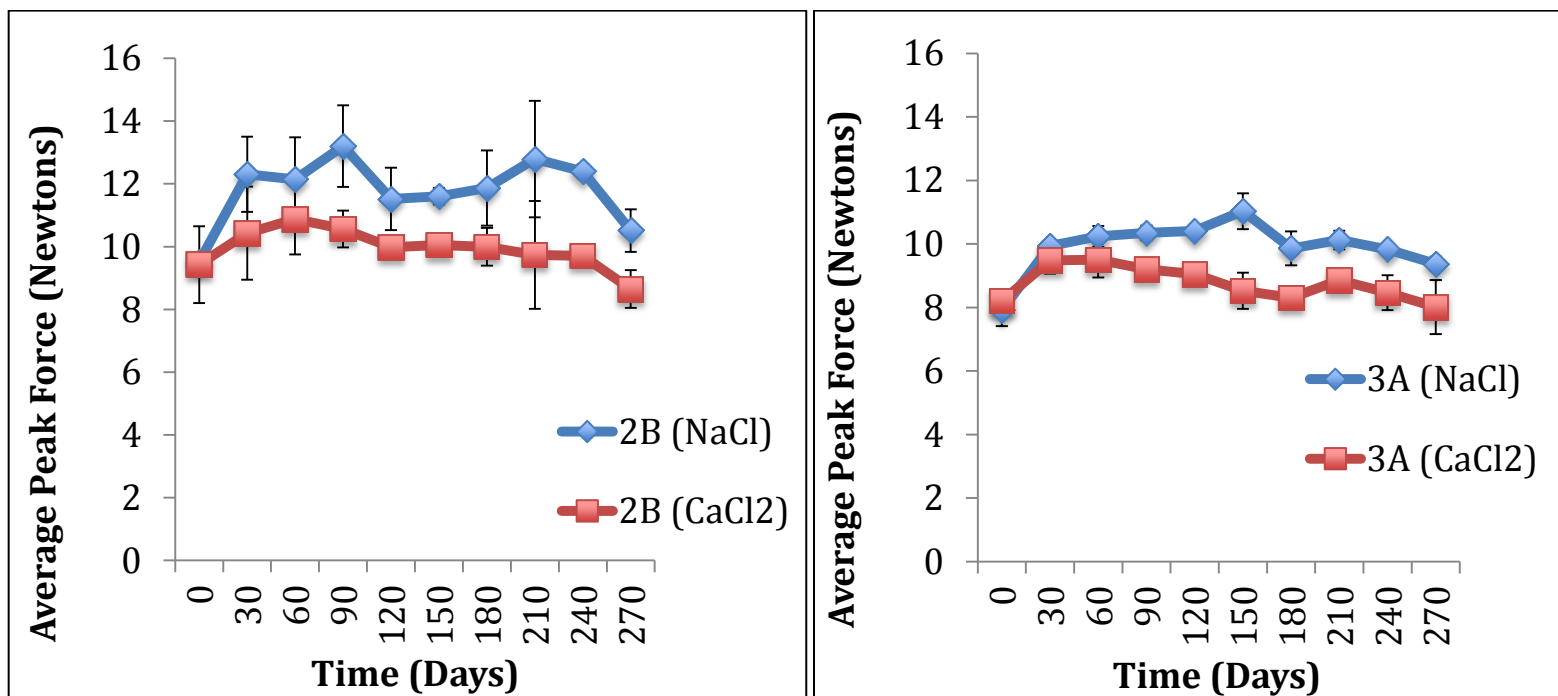 Average Peak Force (Newtons)
16
14
12
10
8
6
4
2
0
2B (NaCl)
2B (CaCl2)
0 30 60 90 120 150 180 210 240 270
Time (Days)
Average Peak Force (Newtons)
16
14
12
10
8
6
4
2
0
3A (NaCl)
3A (CaCl2)
0 30 60 90 120 150 180 210 240 270
Time (Days)